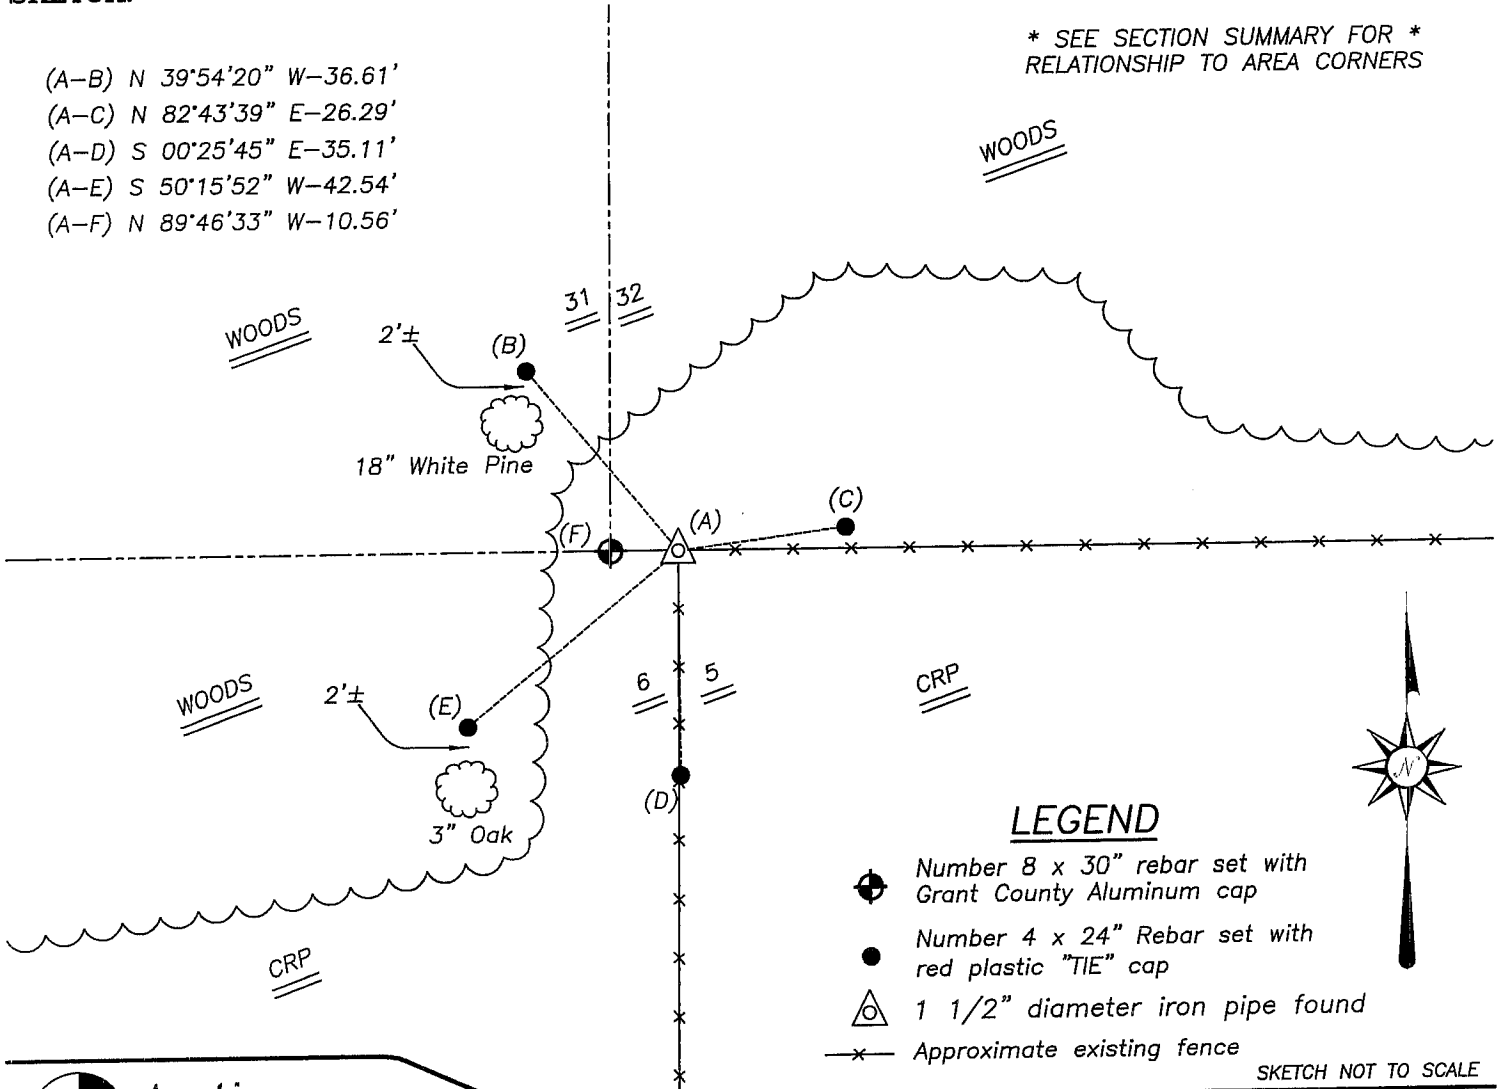 * SEE SECTION SUMMARY FOR *
RELATIONSHIP TO AREA CORNERS
(A-B) N 39°54'20" W-36.61'
(A-C) N 82°43'39" E-26.29'
(A-D) S 00°25'45" E-35.11'
(A-E) S 50°15'52" W-42.54'
(A-F) N 89°46'33" W-10.56'
WOODS
31 32
WOODS
2'±
(B)
18" White Pine
(C)
(F)
(A)
6 5
CRP
WOODS
2'±
(E)
(D)
3" Oak
N
CRP
LEGEND
Number 8 x 30" rebar set with
Grant County Aluminum cap
Number 4 x 24" Rebar set with
red plastic "TIE" cap
1 1/2" diameter iron pipe found
Approximate existing fence
SKETCH NOT TO SCALE